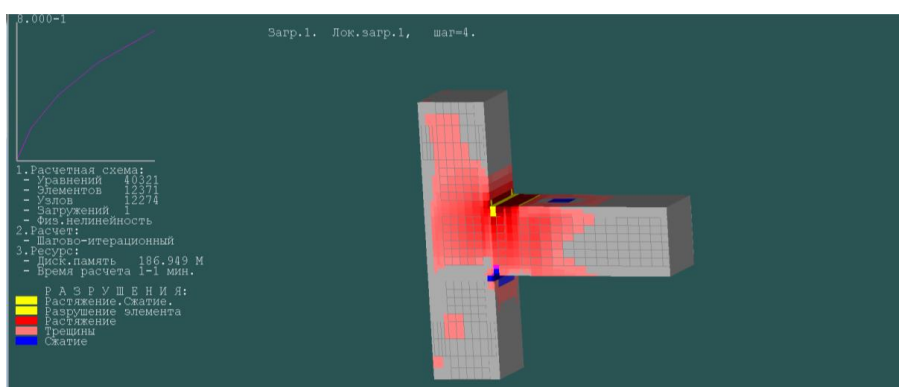 8.000-1
Загр.1. Лок.загр.1, шаг=4.
1.Расчетная схема:
- Уравнений 40321
- Элементов 12371
- Узлов 12274
- Загружений 1
- Физ.нелинейность
2.Расчет:
- Шагово-итерационный
3.Ресурс:
- Диск.память 186.949 М
- Время расчета 1-1 мин.
Р А З Р У Ш Е Н И Я:
Растяжение.Сжатие.
Разрушение элемента
Растяжение
Трещины
Сжатие